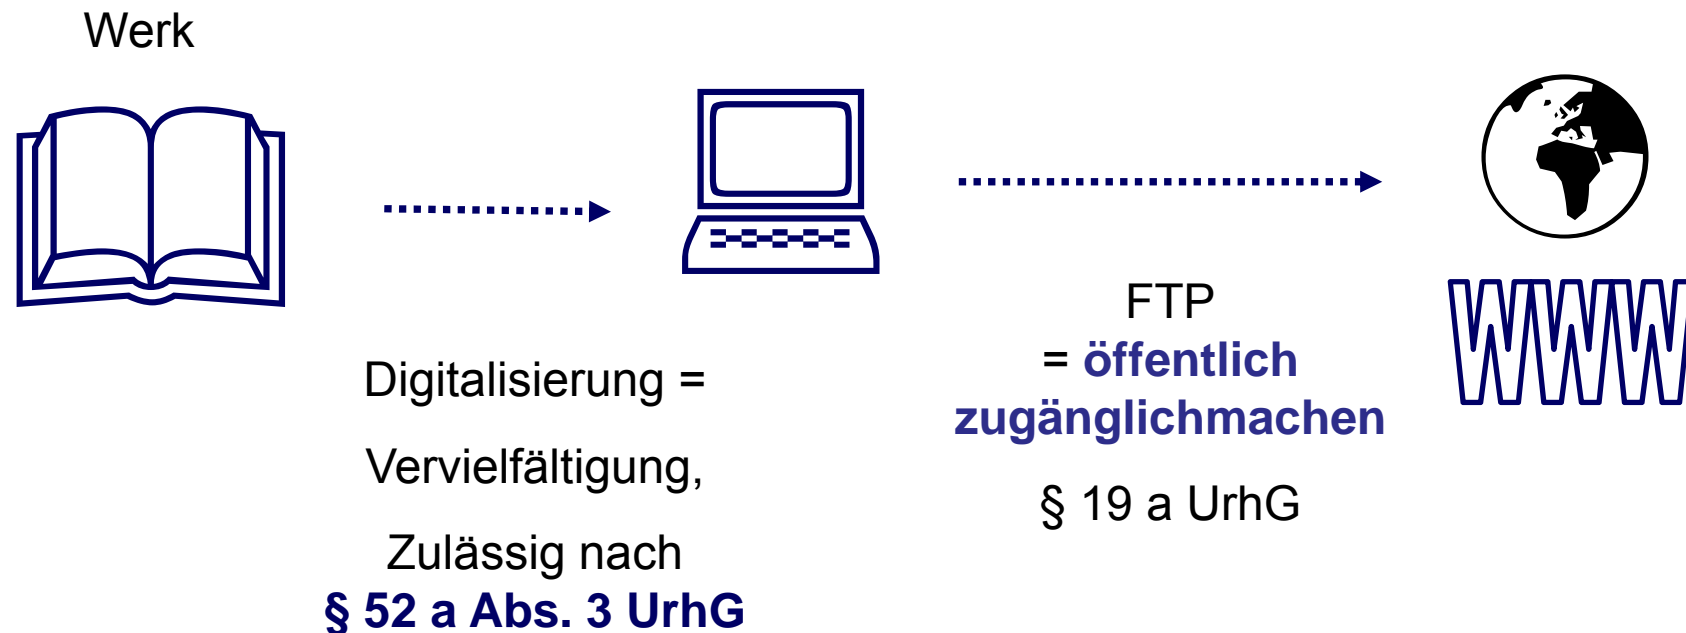 Werk
Digitalisierung =
Vervielfältigung,
Zulässig nach
§ 52 a Abs. 3 UrhG
FTP
= öffentlich
zugänglichmachen
§ 19 a UrhG
WWW